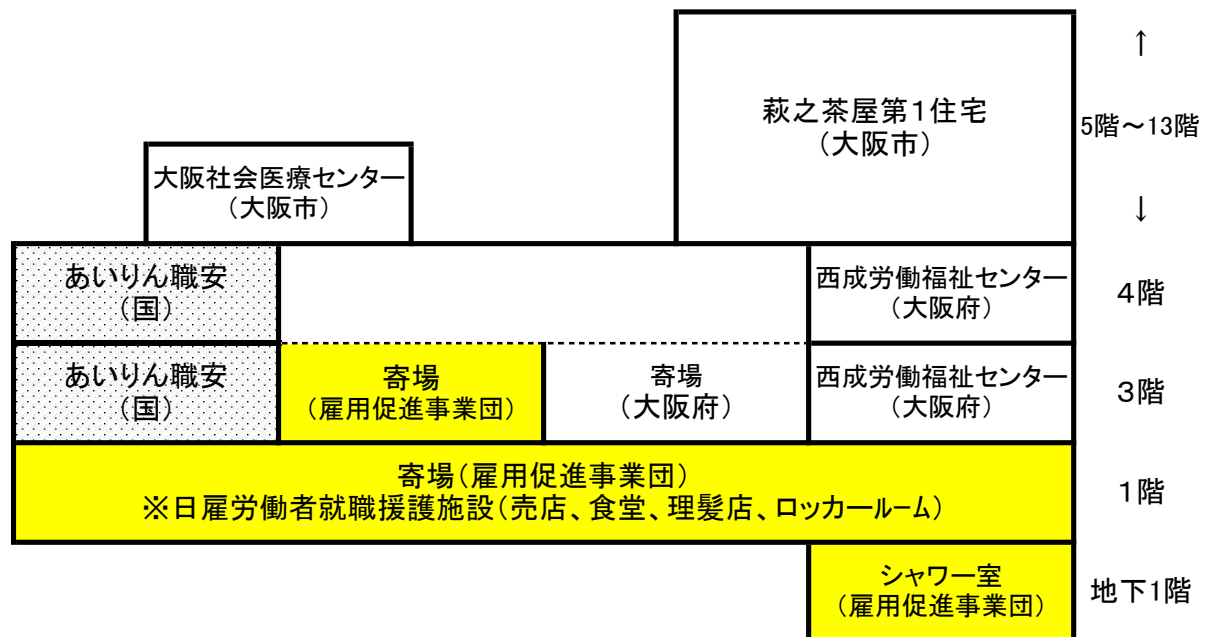 萩之茶屋第１住宅
（大阪市）
↑
5階～13階
↓
大阪社会医療センター
（大阪市）
あいりん職安
（国）
西成労働福祉センター
（大阪府）
４階
あいりん職安
（国）
寄場
（雇用促進事業団）
寄場
（大阪府）
西成労働福祉センター
（大阪府）
３階
寄場（雇用促進事業団）
※日雇労働者就職援護施設（売店、食堂、理髪店、ロッカールーム）
１階
シャワー室
（雇用促進事業団）
地下1階